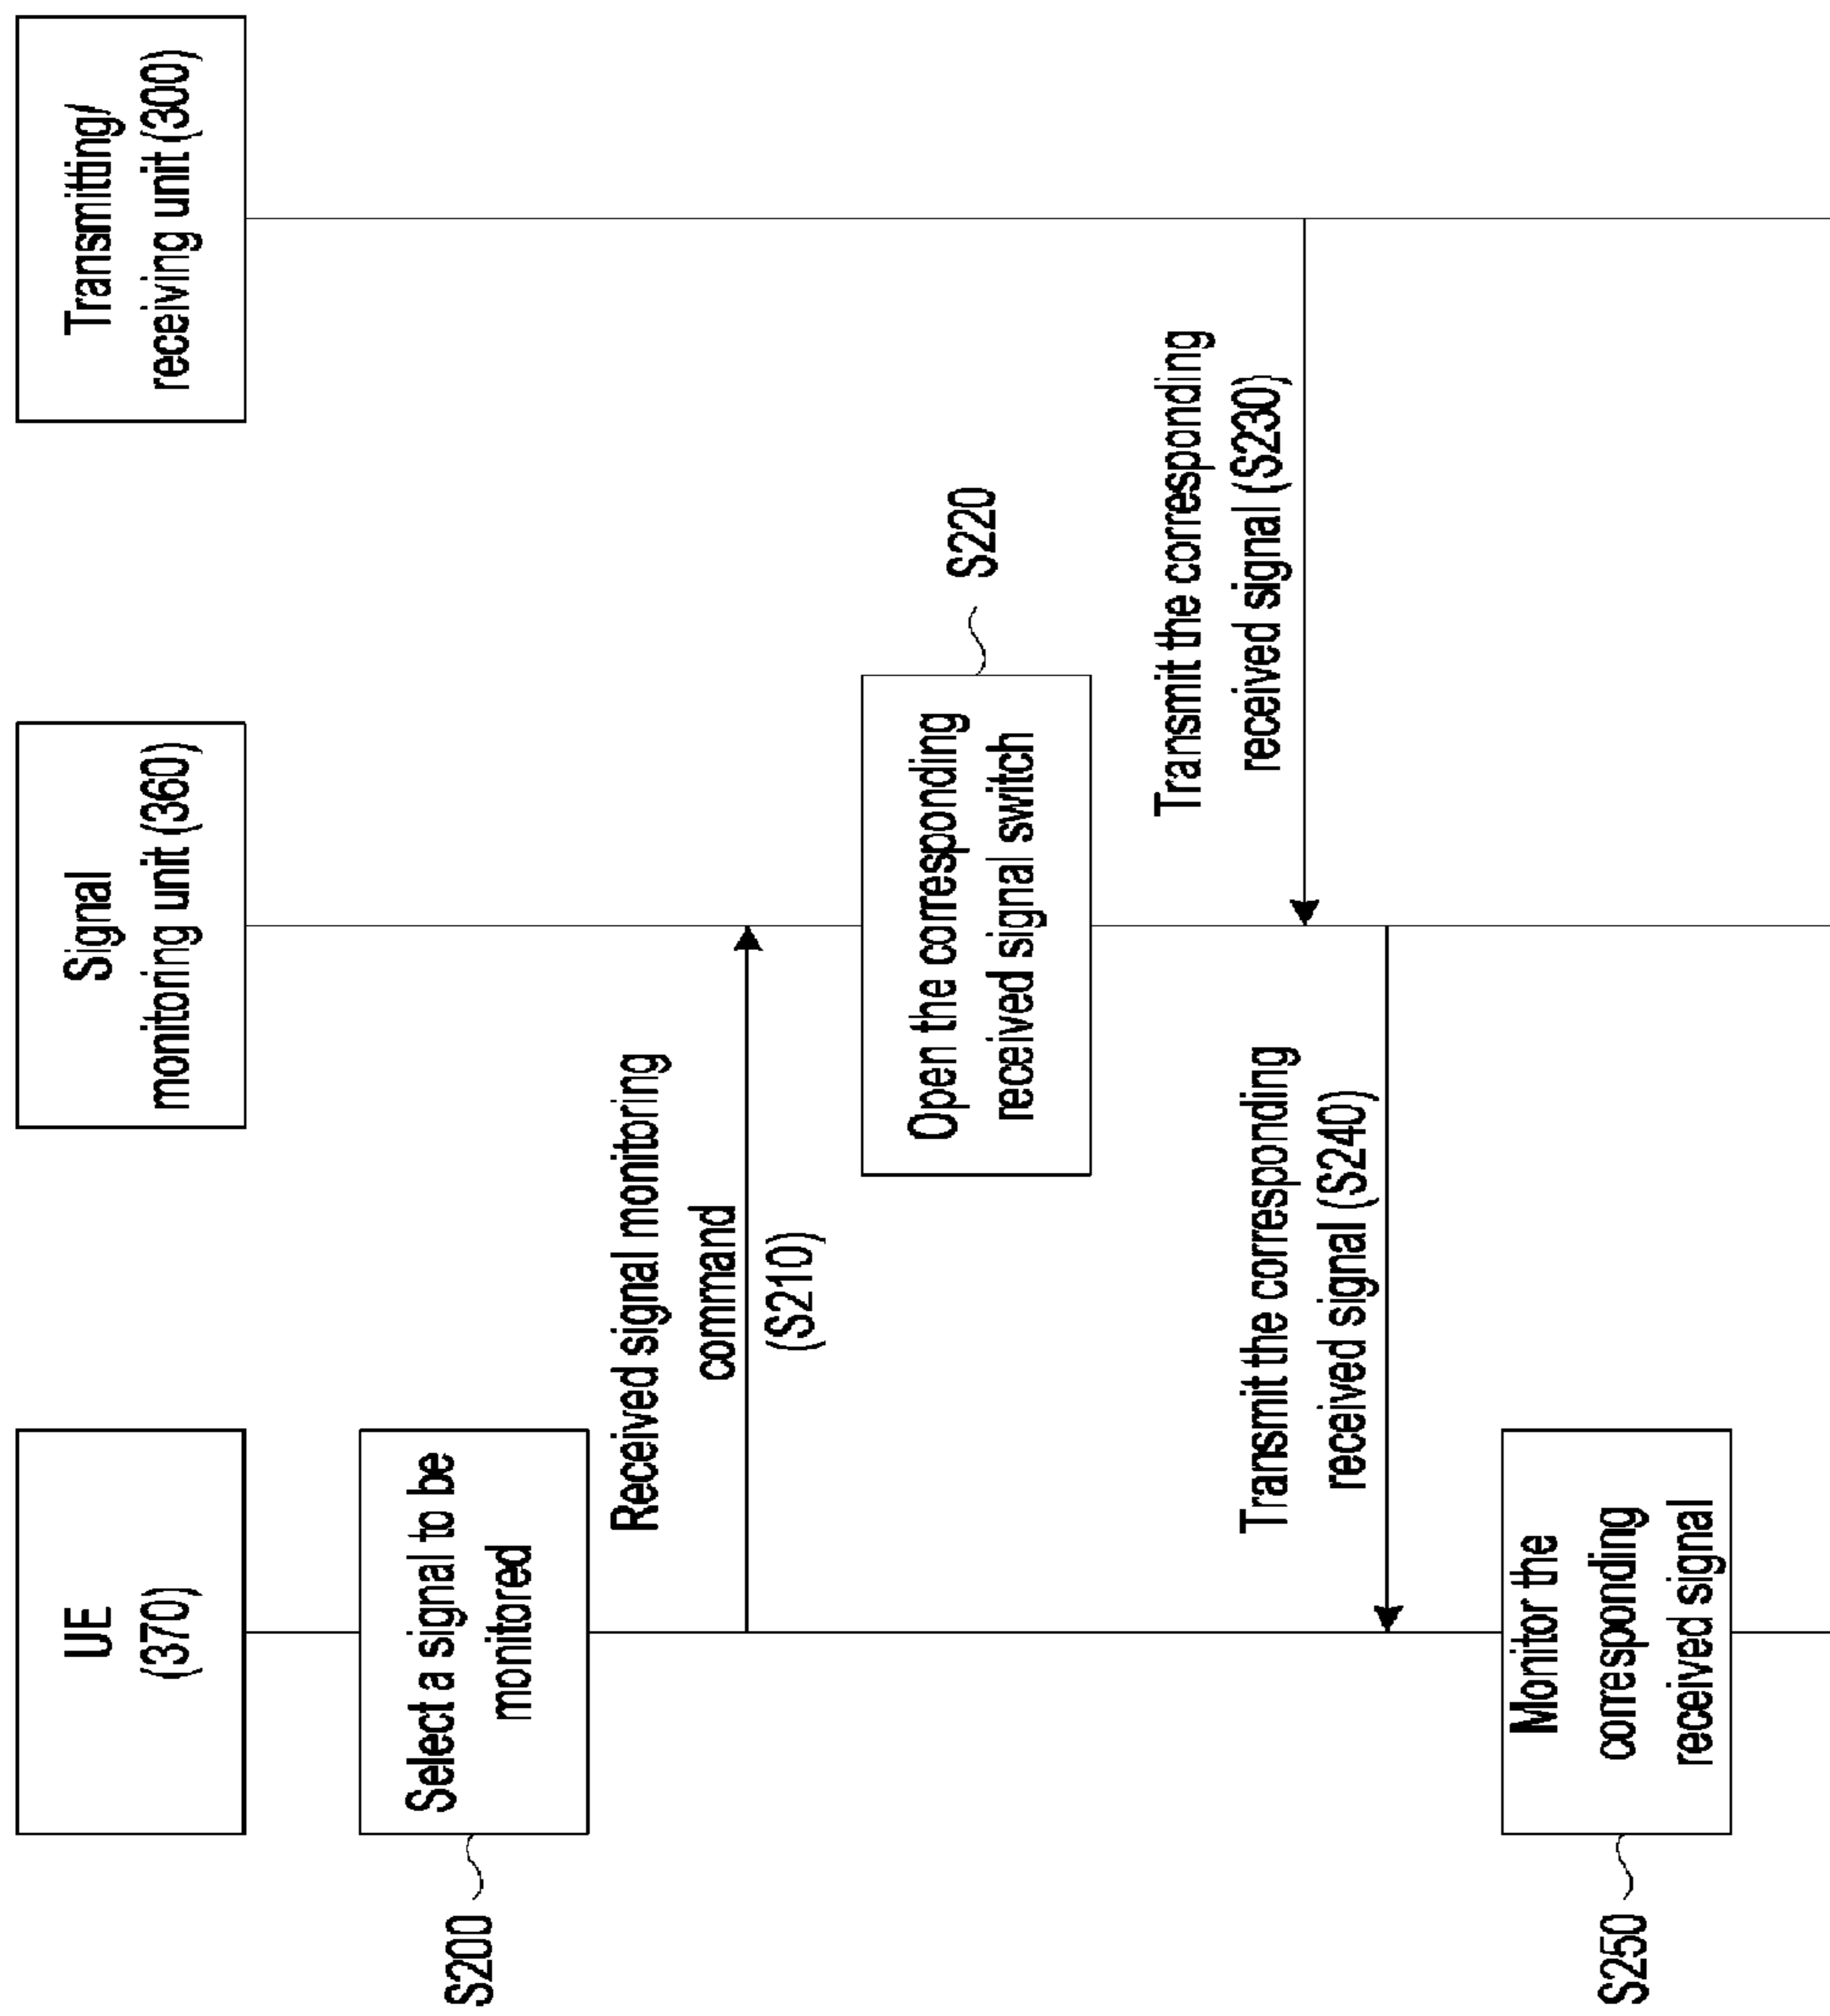 UE
(370)
Signal
monitoring unit (360)
Transmitting/
receiving unit (300)
S200
Select a signal to be
monitored
Received signal monitoring
command
(S210)
Open the corresponding
received signal switch
S220
Transmit the corresponding
received signal (S230)
Transmit the corresponding
received signal (S240)
S250
Monitor the
corresponding
received signal